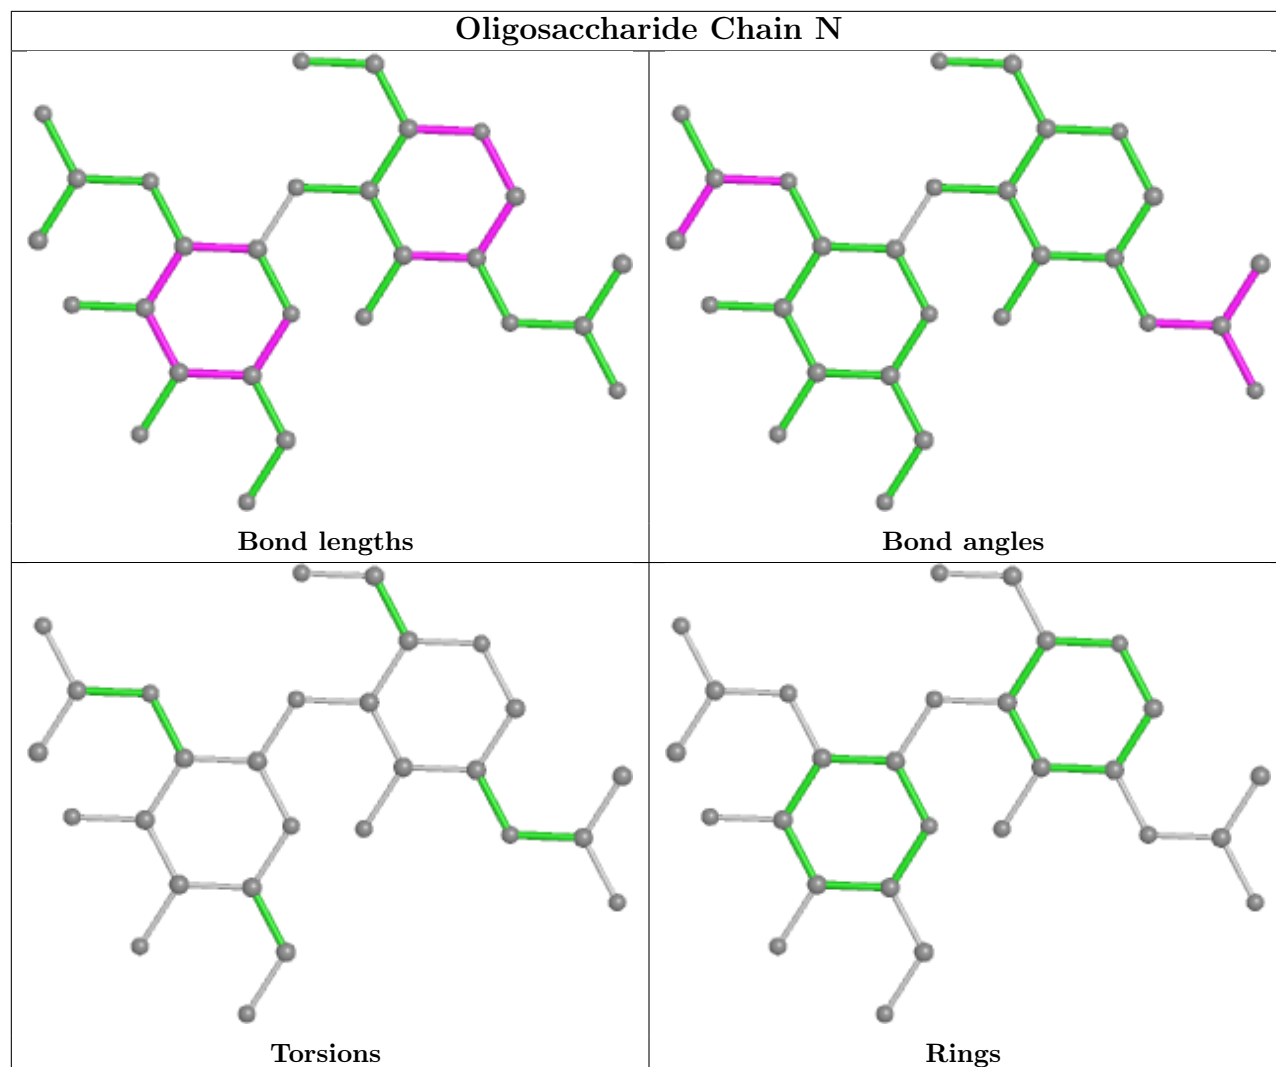 Oligosaccharide Chain N
Bond lengths
Bond angles
Torsions
Rings